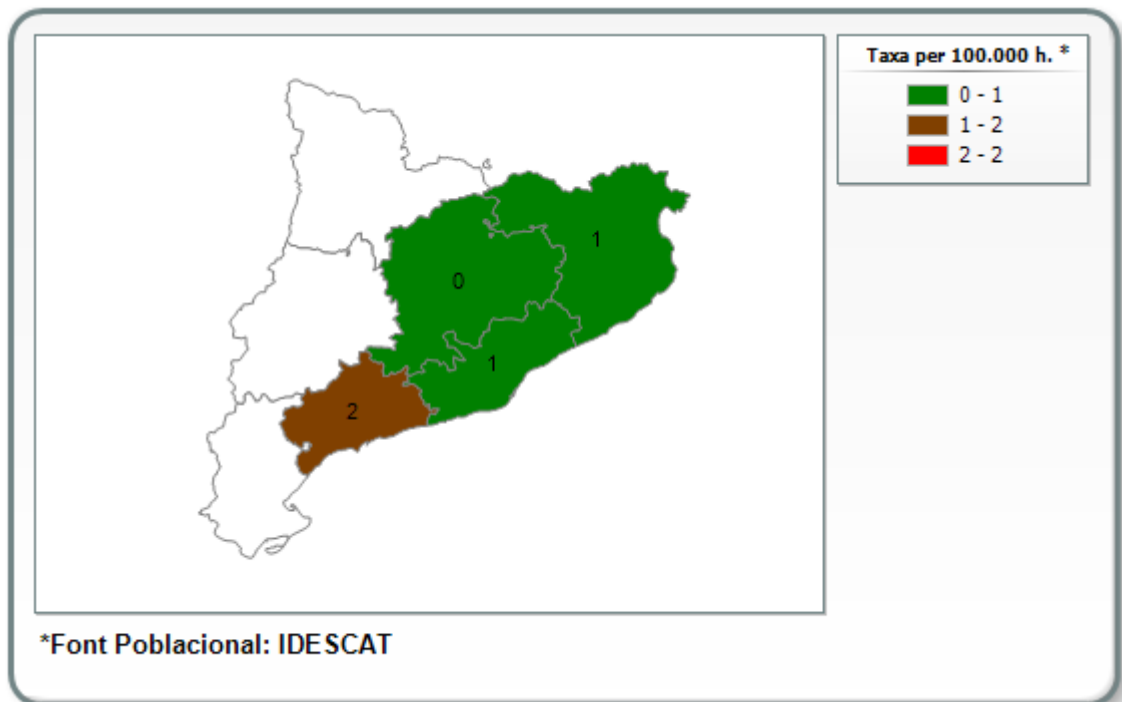 Taxa per 100.000 h. *
0 - 1
1 - 2
2 - 2
1
0
1
2
*Font Poblacional: IDESCAT